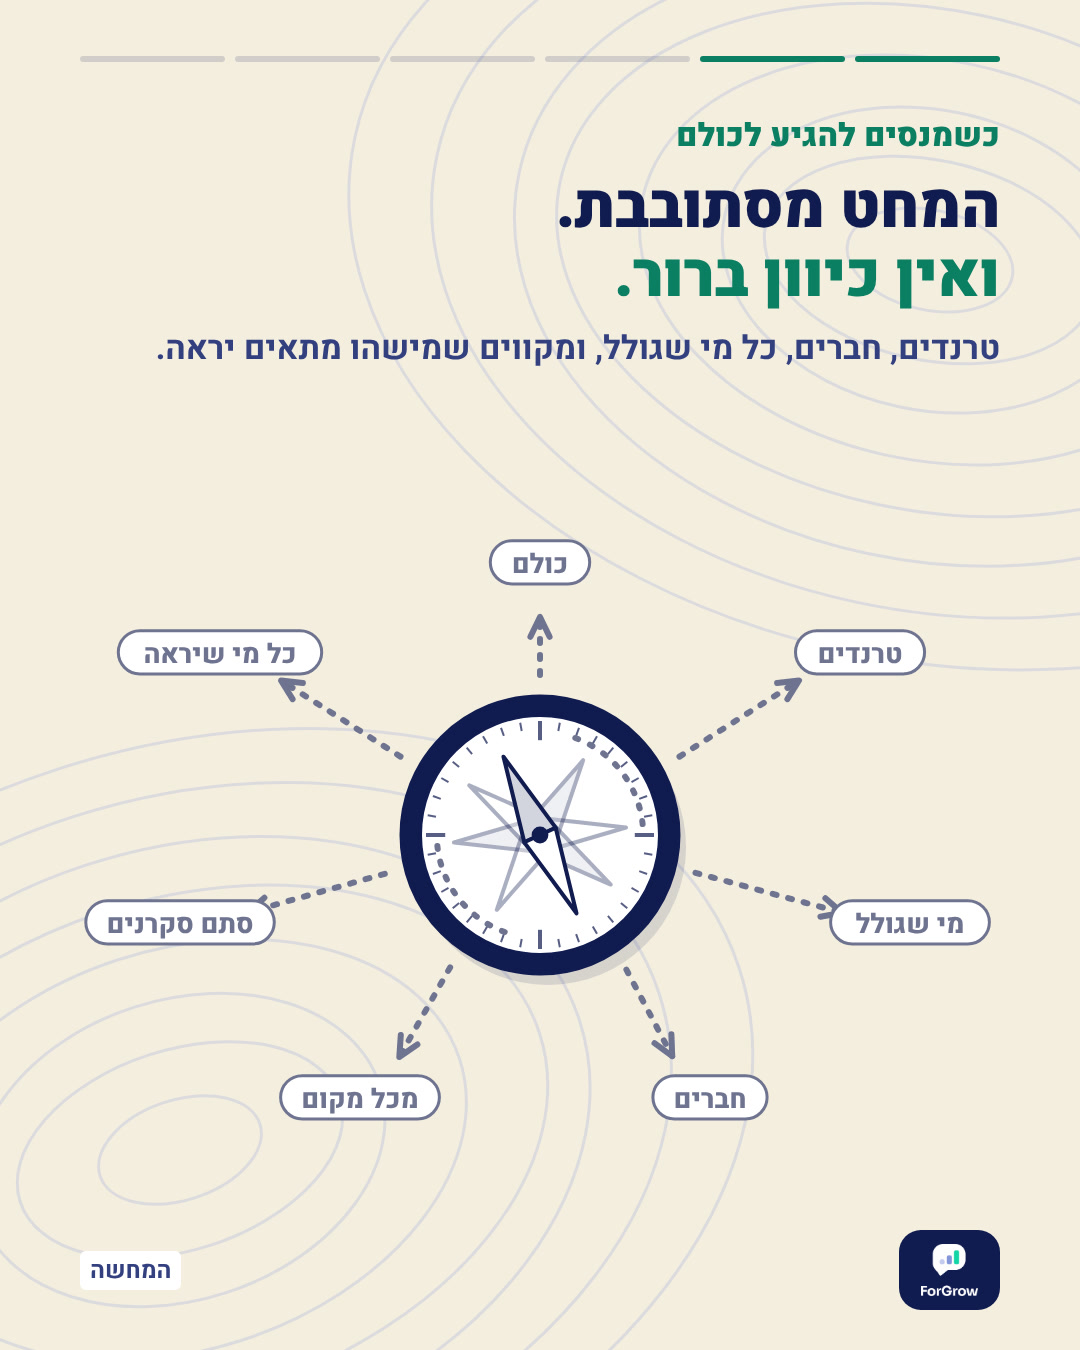 כשמנסים להגיע לכולם
המחט מסתובבת.
ואין כיוון ברור.
טרנדים, חברים, כל מי שגולל, ומקווים שמישהו מתאים יראה.
כולם
טרנדים
כל מי שיראה
מי שגולל
סתם סקרנים
חברים
מכל מקום
ForGrow
המחשה